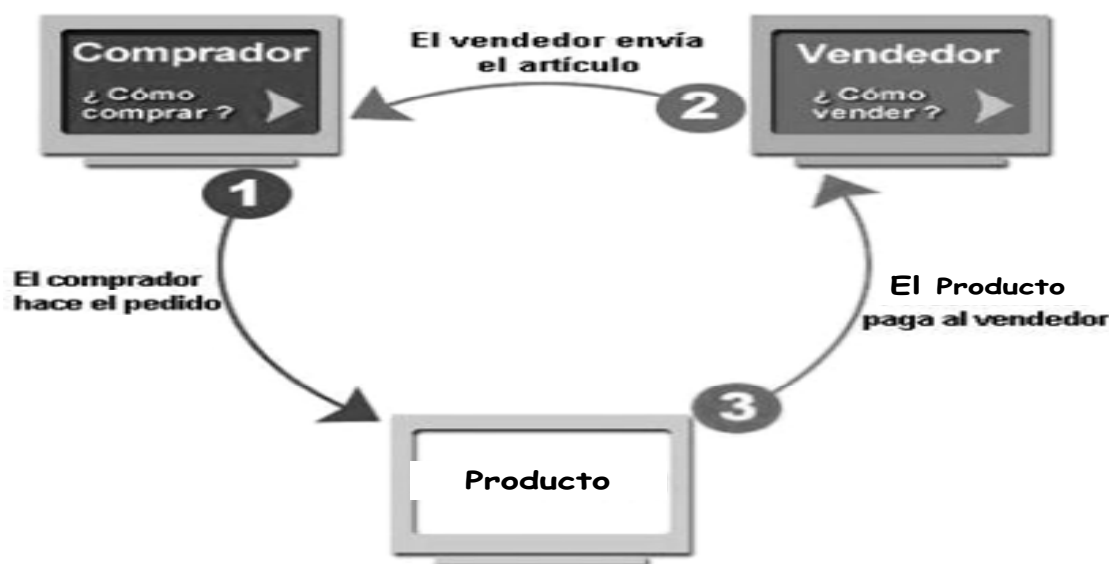 Comprador
¿ Cómo
comprar ?
El vendedor envía
el artículo
2
Vendedor
¿ Cómo
vender ?
1
El comprador
hace el pedido
El Producto
paga al vendedor
3
Producto